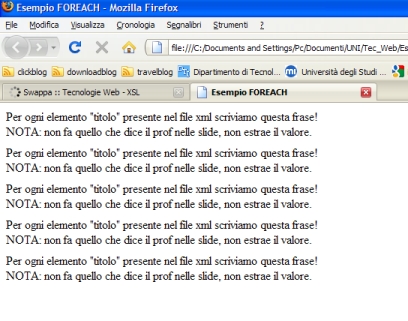 Esempio FOREACH - Mozilla Firefox
File Modifica Visualizza Cronologia Segnalibri Strumenti ?
file:///C:/Documents and Settings/Pc/Documenti/UNI/Tec_Web/Es
clickblog downloadblog travelblog Dipartimento di Tecnol... Università degli Studi ...
Swappa :: Tecnologie Web - XSL Esempio FOREACH
Per ogni elemento "titolo" presente nel file xml scriviamo questa frase!
NOTA: non fa quello che dice il prof nelle slide, non estrae il valore.
Per ogni elemento "titolo" presente nel file xml scriviamo questa frase!
NOTA: non fa quello che dice il prof nelle slide, non estrae il valore.
Per ogni elemento "titolo" presente nel file xml scriviamo questa frase!
NOTA: non fa quello che dice il prof nelle slide, non estrae il valore.
Per ogni elemento "titolo" presente nel file xml scriviamo questa frase!
NOTA: non fa quello che dice il prof nelle slide, non estrae il valore.
Per ogni elemento "titolo" presente nel file xml scriviamo questa frase!
NOTA: non fa quello che dice il prof nelle slide, non estrae il valore.